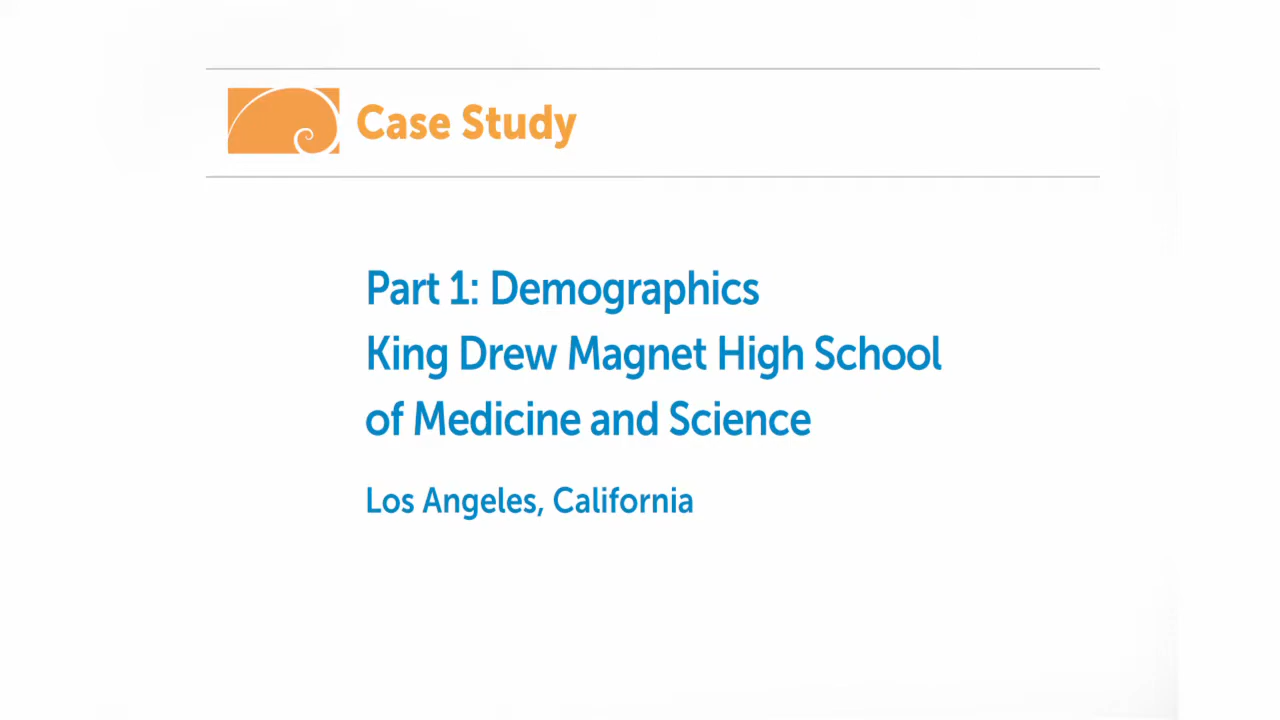 Case Study
Part 1: Demographics
King Drew Magnet High School
of Medicine and Science
Los Angeles, California